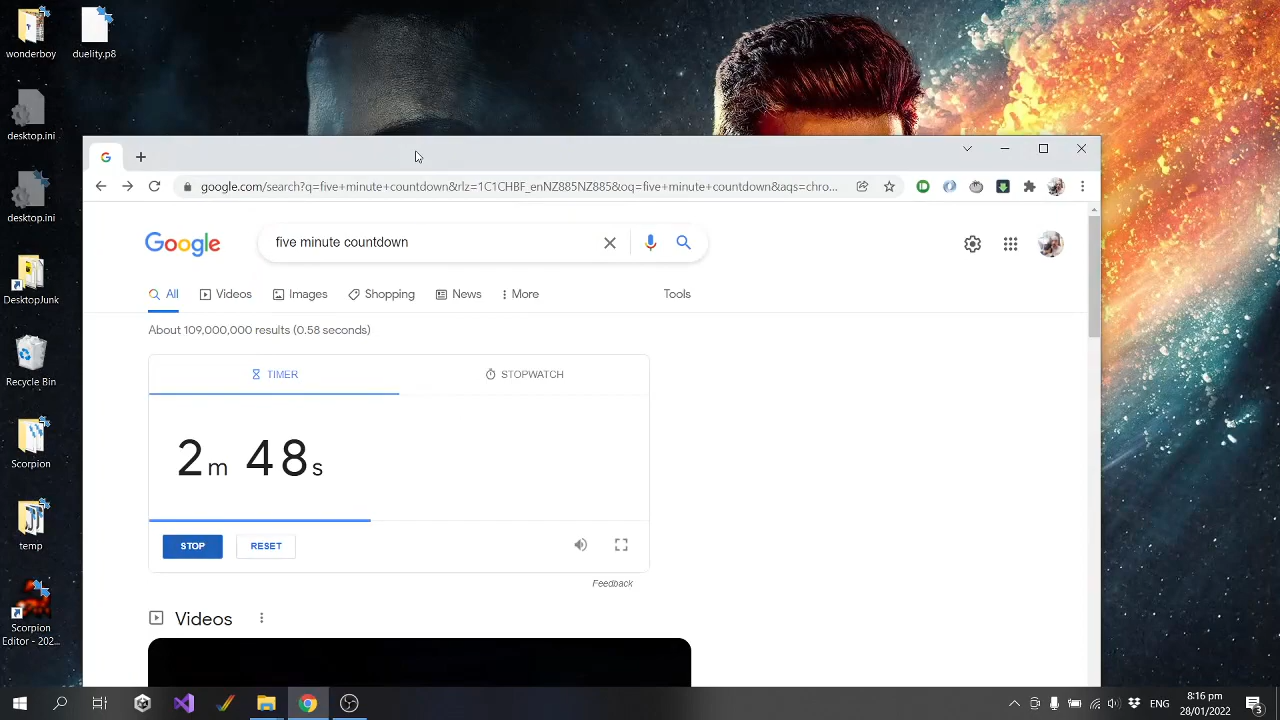 wonderboy
duelity.p8
desktop.ini
desktop.ini
DesktopJunk
Recycle Bin
Scorpion
temp
Scorpion
Editor - 202...
google.com/search?q=five+minute+countdown&rlz=1C1CHBF_enNZ885NZ885&oq=five+minute+countdown&aqs=chro...
Google
five minute countdown
All Videos Images Shopping News More Tools
About 109,000,000 results (0.58 seconds)
TIMER STOPWATCH
2m 48s
STOP RESET
Feedback
Videos
ENG
8:16 pm
28/01/2022
3